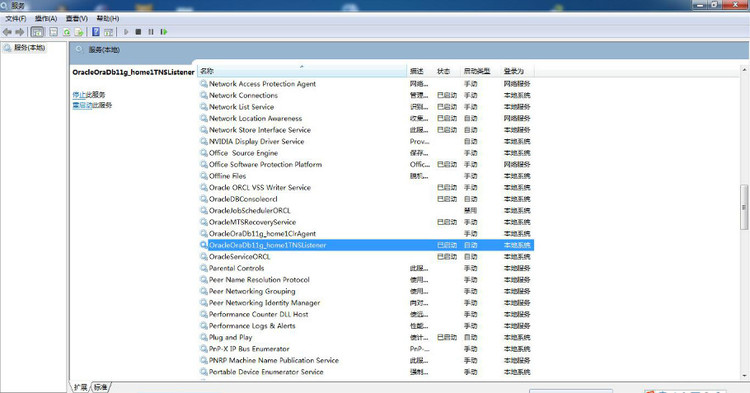 服务
文件(F) 操作(A) 查看(V) 帮助(H)
服务(本地)
服务(本地)
OracleOraDb11g_home1TNSListener
停止此服务
重启动此服务
名称 描述 状态 启动类型 登录为
Network Access Protection Agent 网络... 手动 网络服务
Network Connections 管理... 已启动 手动 本地系统
Network List Service 识别... 已启动 手动 本地服务
Network Location Awareness 收集... 已启动 自动 网络服务
Network Store Interface Service 此服... 已启动 自动 本地服务
NVIDIA Display Driver Service Prov... 自动 本地系统
Office Source Engine 保存... 手动 本地系统
Office Software Protection Platform Offic... 已启动 手动 网络服务
Offline Files 脱机... 手动 本地系统
Oracle ORCL VSS Writer Service 已启动 手动 本地系统
OracleDBConsoleorcl 已启动 自动 本地系统
OracleJobSchedulerORCL 禁用 本地系统
OracleMTSRecoveryService 已启动 自动 本地系统
OracleOraDb11g_home1ClrAgent 手动 本地系统
OracleOraDb11g_home1TNSListener 已启动 自动 本地系统
OracleServiceORCL 已启动 自动 本地系统
Parental Controls 此服... 手动 本地服务
Peer Name Resolution Protocol 使用... 手动 本地服务
Peer Networking Grouping 使用... 手动 本地服务
Peer Networking Identity Manager 向对... 手动 本地服务
Performance Counter DLL Host 使远... 手动 本地服务
Performance Logs & Alerts 性能... 手动 本地服务
Plug and Play 使计... 已启动 自动 本地系统
PnP-X IP Bus Enumerator PnP-... 手动 本地系统
PNRP Machine Name Publication Service 此服... 手动 本地服务
Portable Device Enumerator Service 强制... 手动 本地系统
扩展 标准